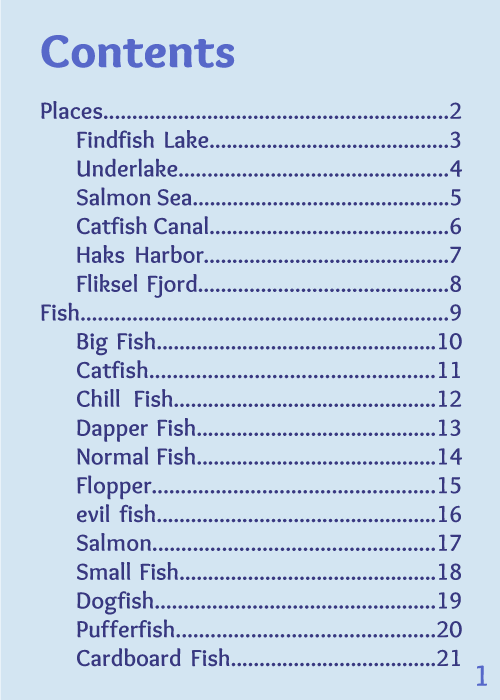 Contents
Places............................................................2
Findfish Lake..........................................3
Underlake...............................................4
Salmon Sea.............................................5
Catfish Canal..........................................6
Haks Harbor...........................................7
Fliksel Fjord............................................8
Fish................................................................9
Big Fish.................................................10
Catfish..................................................11
Chill Fish..............................................12
Dapper Fish..........................................13
Normal Fish..........................................14
Flopper.................................................15
evil fish.................................................16
Salmon.................................................17
Small Fish.............................................18
Dogfish.................................................19
Pufferfish.............................................20
Cardboard Fish....................................21
1